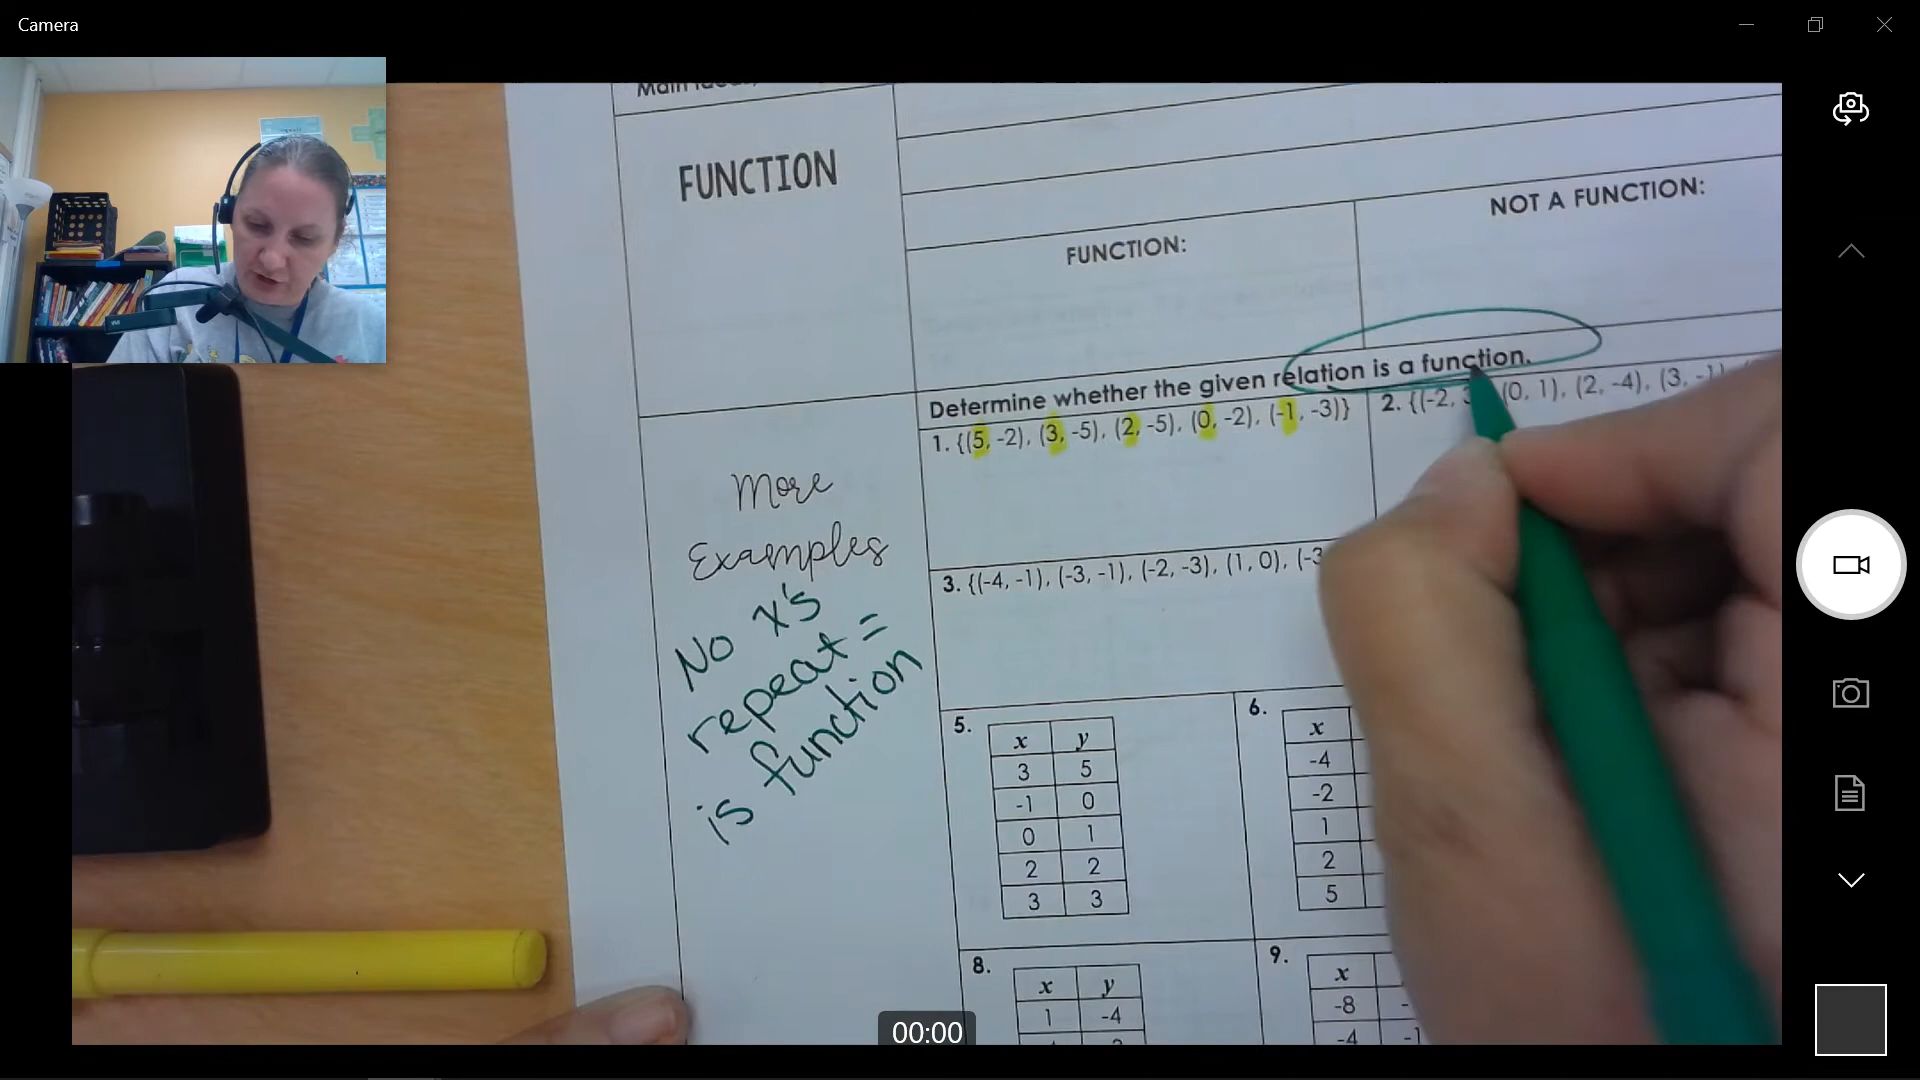 Camera
FUNCTION
FUNCTION:
NOT A FUNCTION:
Determine whether the given relation is a function.
1. {(5, -2), (3, -5), (2, -5), (0, -2), (-1, -3)}
2. {(-2, (0, 1), (2, -4), (3, -1)
More
Examples
No x's
repeat =
is function
3. {(-4, -1), (-3, -1), (-2, -3), (1, 0), (-3
5.
x y
3 5
-1 0
0 1
2 2
3 3
6.
x
-4
-2
1
2
5
8.
x y
1 -4
9.
x
-8
-4
00:00